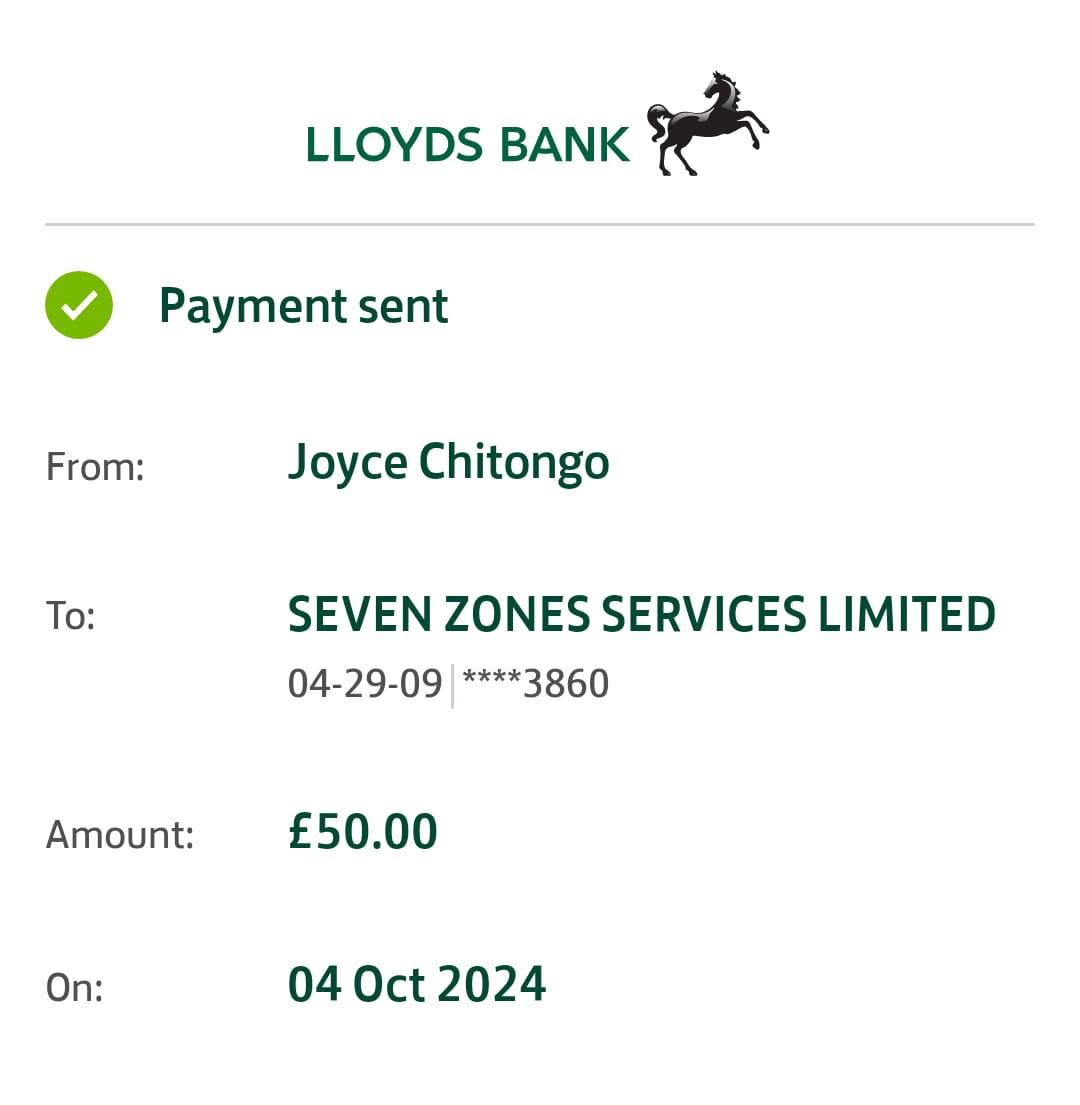 LLOYDS BANK
Payment sent
From: Joyce Chitongo
To: SEVEN ZONES SERVICES LIMITED
04-29-09 | ****3860
Amount: £50.00
On: 04 Oct 2024